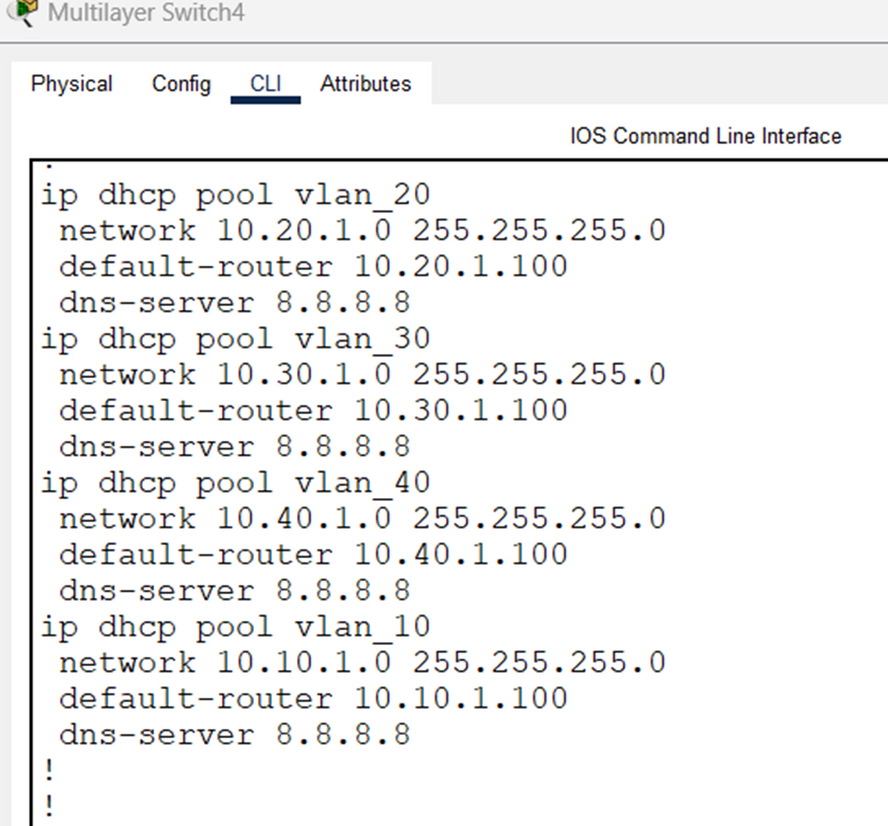 Multilayer Switch4
Physical Config CLI Attributes
IOS Command Line Interface
ip dhcp pool vlan_20
 network 10.20.1.0 255.255.255.0
 default-router 10.20.1.100
 dns-server 8.8.8.8
ip dhcp pool vlan_30
 network 10.30.1.0 255.255.255.0
 default-router 10.30.1.100
 dns-server 8.8.8.8
ip dhcp pool vlan_40
 network 10.40.1.0 255.255.255.0
 default-router 10.40.1.100
 dns-server 8.8.8.8
ip dhcp pool vlan_10
 network 10.10.1.0 255.255.255.0
 default-router 10.10.1.100
 dns-server 8.8.8.8
!
!